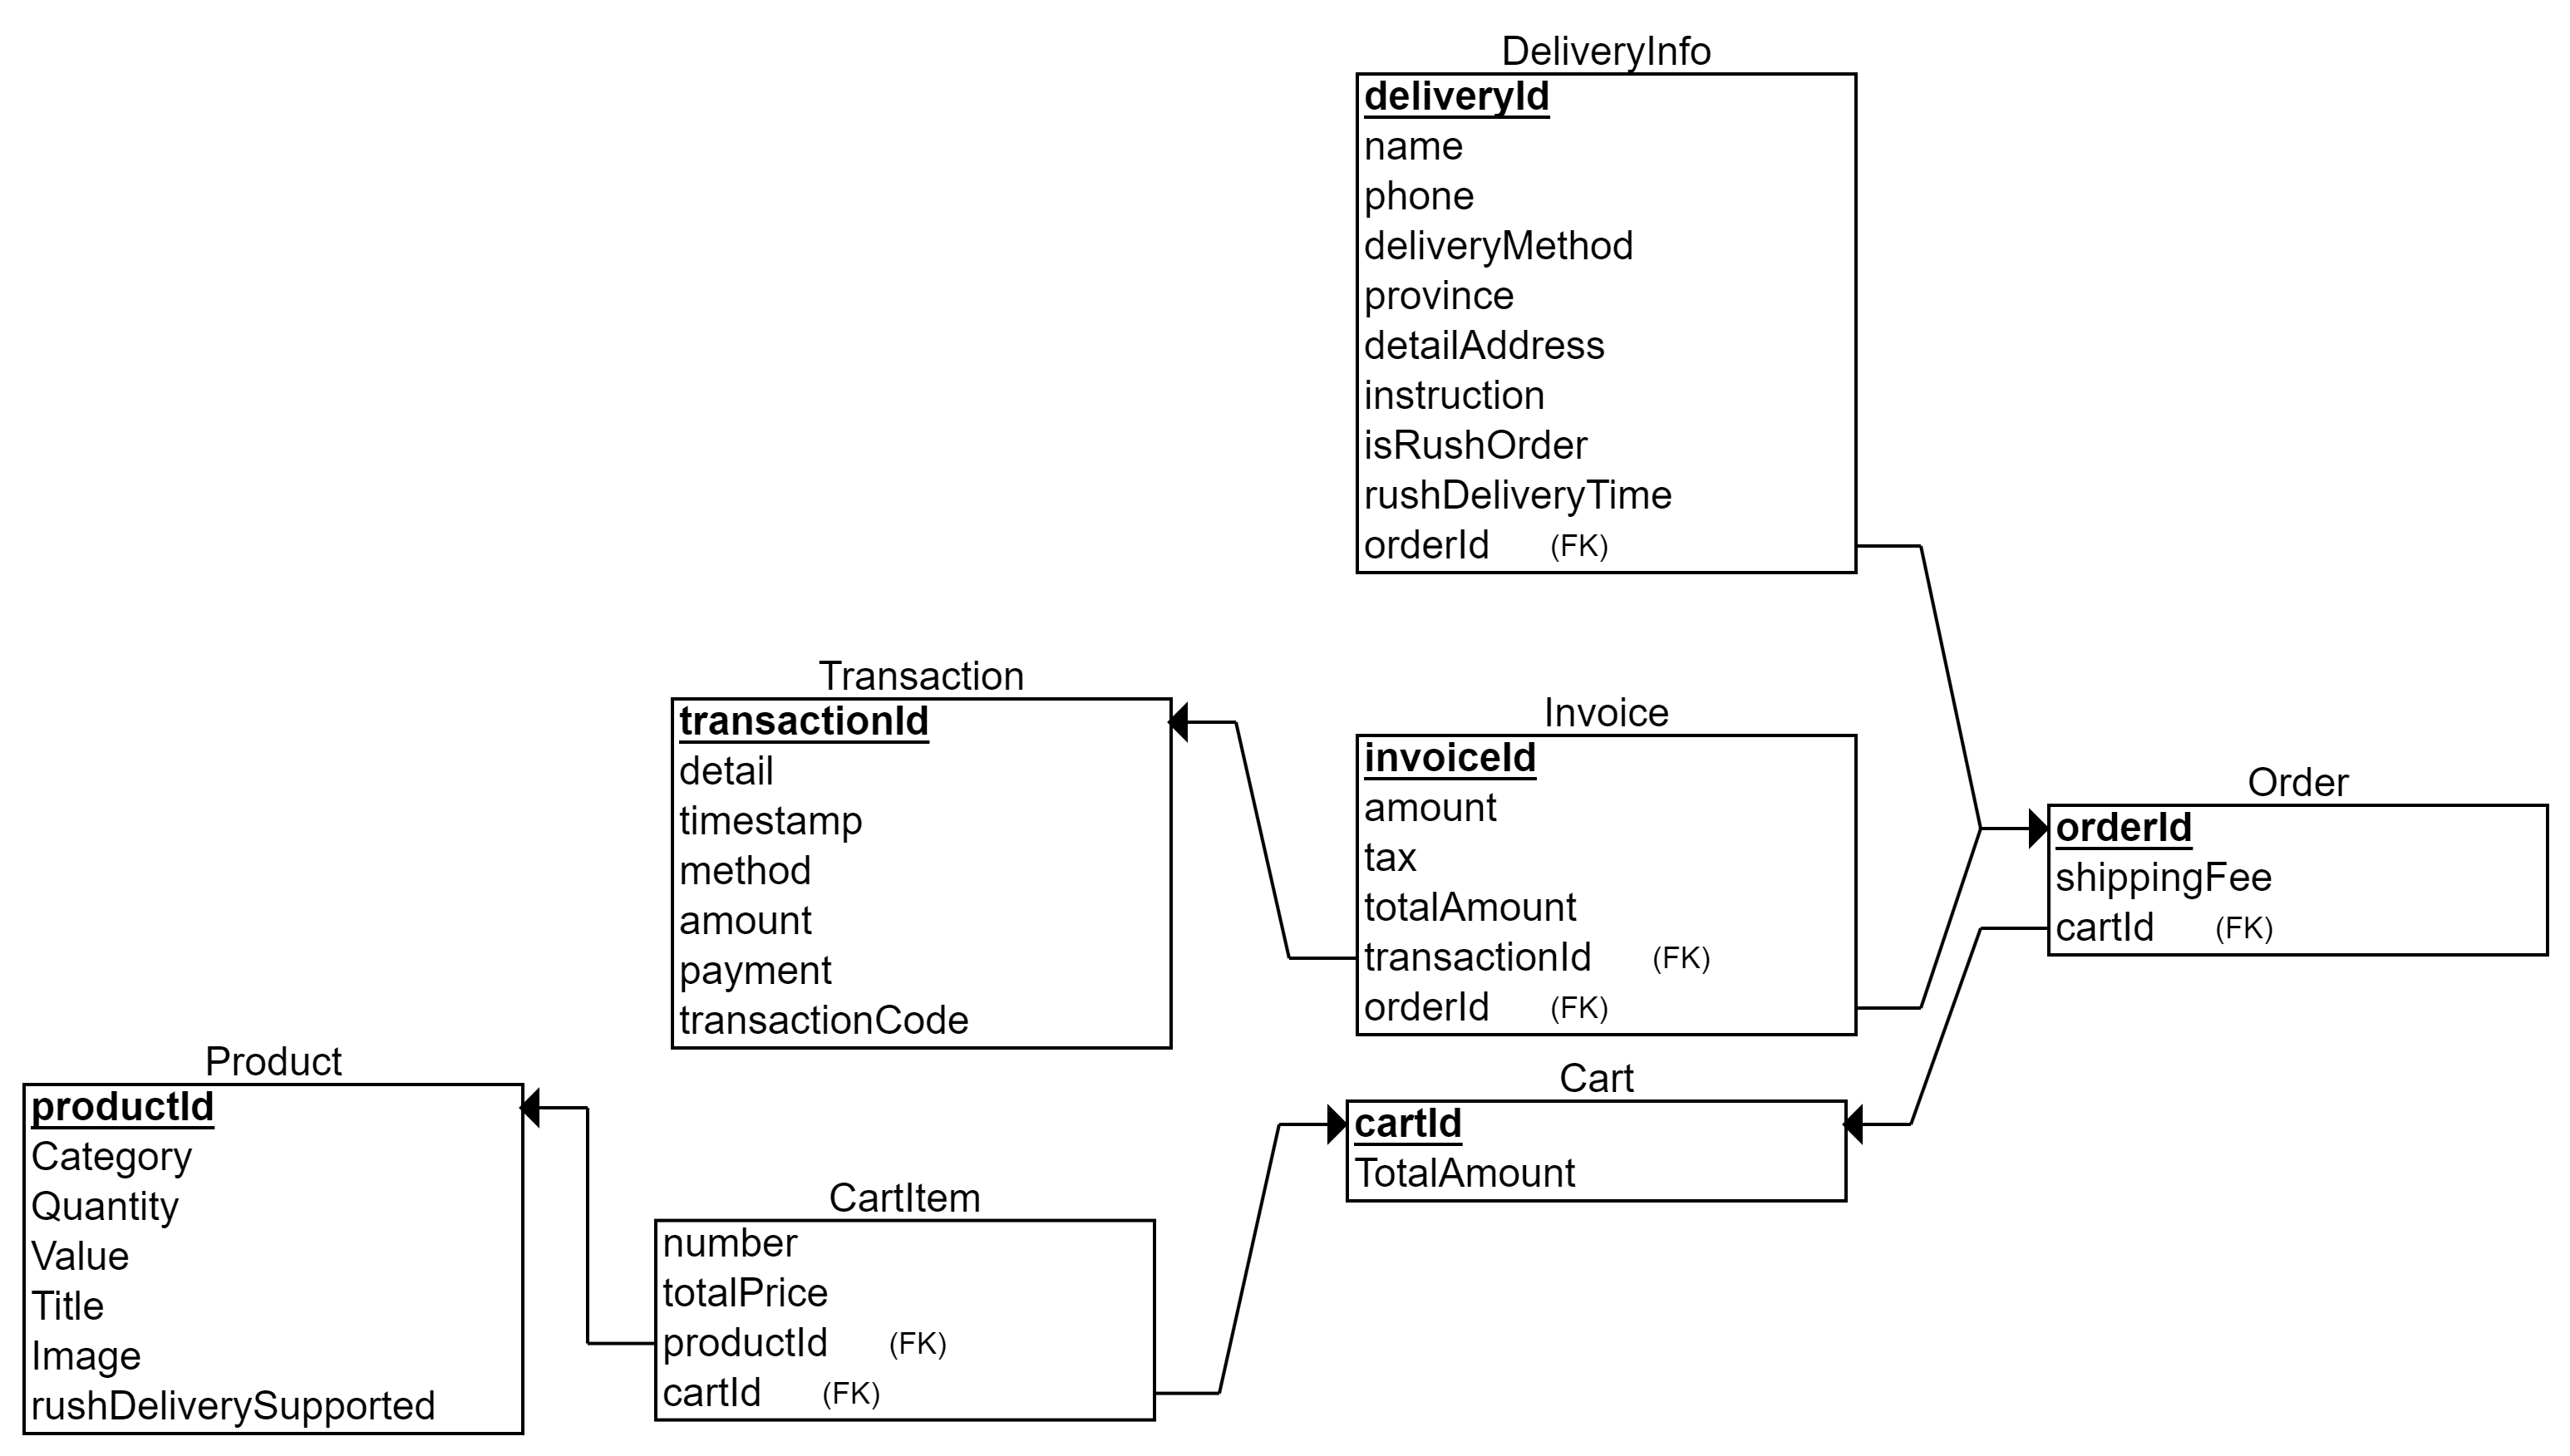 DeliveryInfo
deliveryId
name
phone
deliveryMethod
province
detailAddress
instruction
isRushOrder
rushDeliveryTime
orderId (FK)
Transaction
transactionId
detail
timestamp
method
amount
payment
transactionCode
Invoice
invoiceId
amount
tax
totalAmount
transactionId (FK)
orderId (FK)
Order
orderId
shippingFee
cartId (FK)
Product
productId
Category
Quantity
Value
Title
Image
rushDeliverySupported
CartItem
number
totalPrice
productId (FK)
cartId (FK)
Cart
cartId
TotalAmount